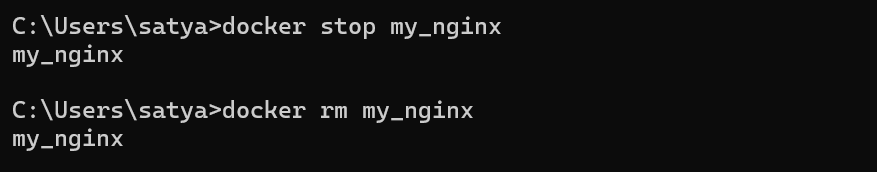 C:\Users\satya>docker stop my_nginx
my_nginx
C:\Users\satya>docker rm my_nginx
my_nginx